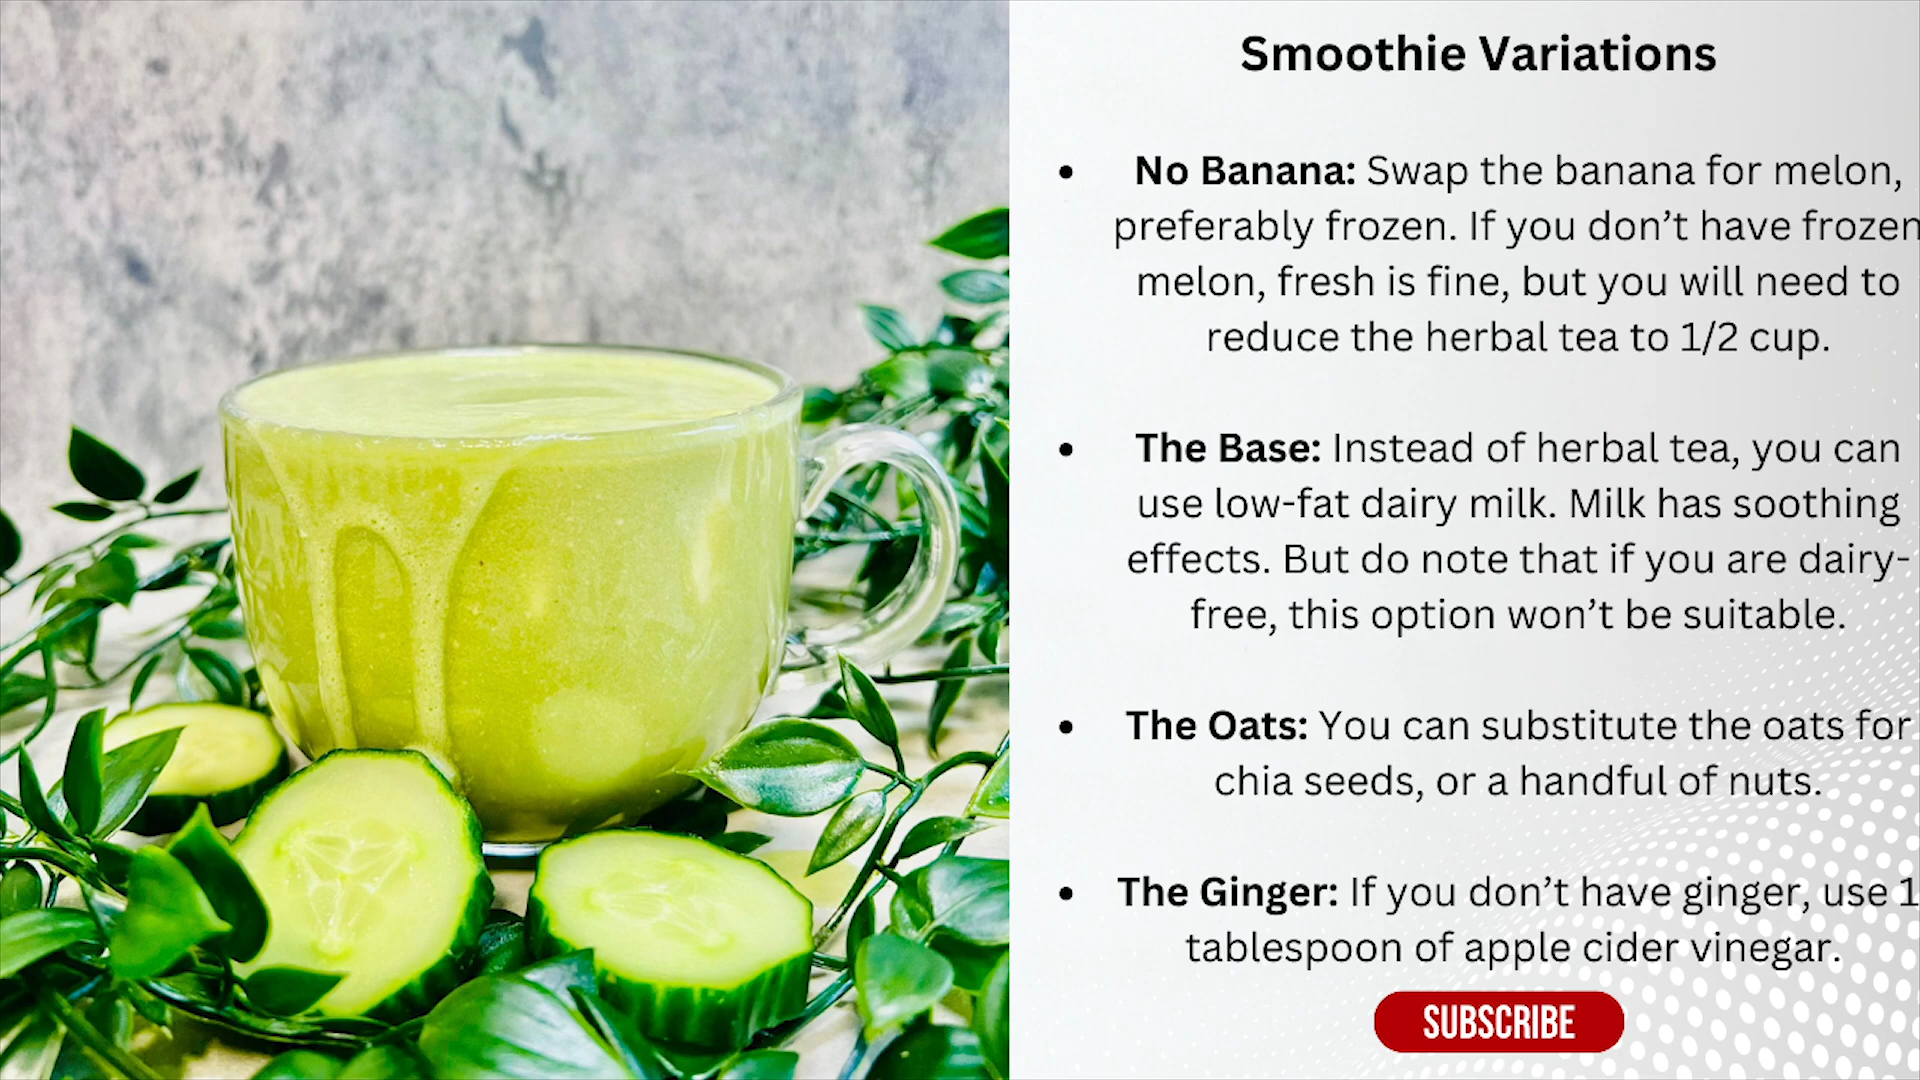 Smoothie Variations
• No Banana: Swap the banana for melon,
preferably frozen. If you don’t have frozen
melon, fresh is fine, but you will need to
reduce the herbal tea to 1/2 cup.
• The Base: Instead of herbal tea, you can
use low-fat dairy milk. Milk has soothing
effects. But do note that if you are dairy-
free, this option won’t be suitable.
• The Oats: You can substitute the oats for
chia seeds, or a handful of nuts.
• The Ginger: If you don’t have ginger, use 1
tablespoon of apple cider vinegar.
SUBSCRIBE